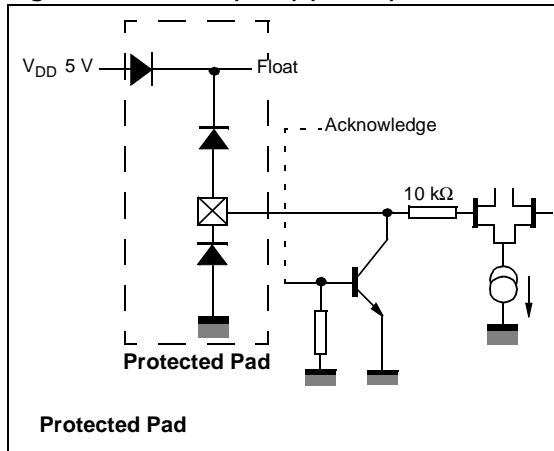 V_DD 5 V
Float
Acknowledge
10 kΩ
Protected Pad
Protected Pad